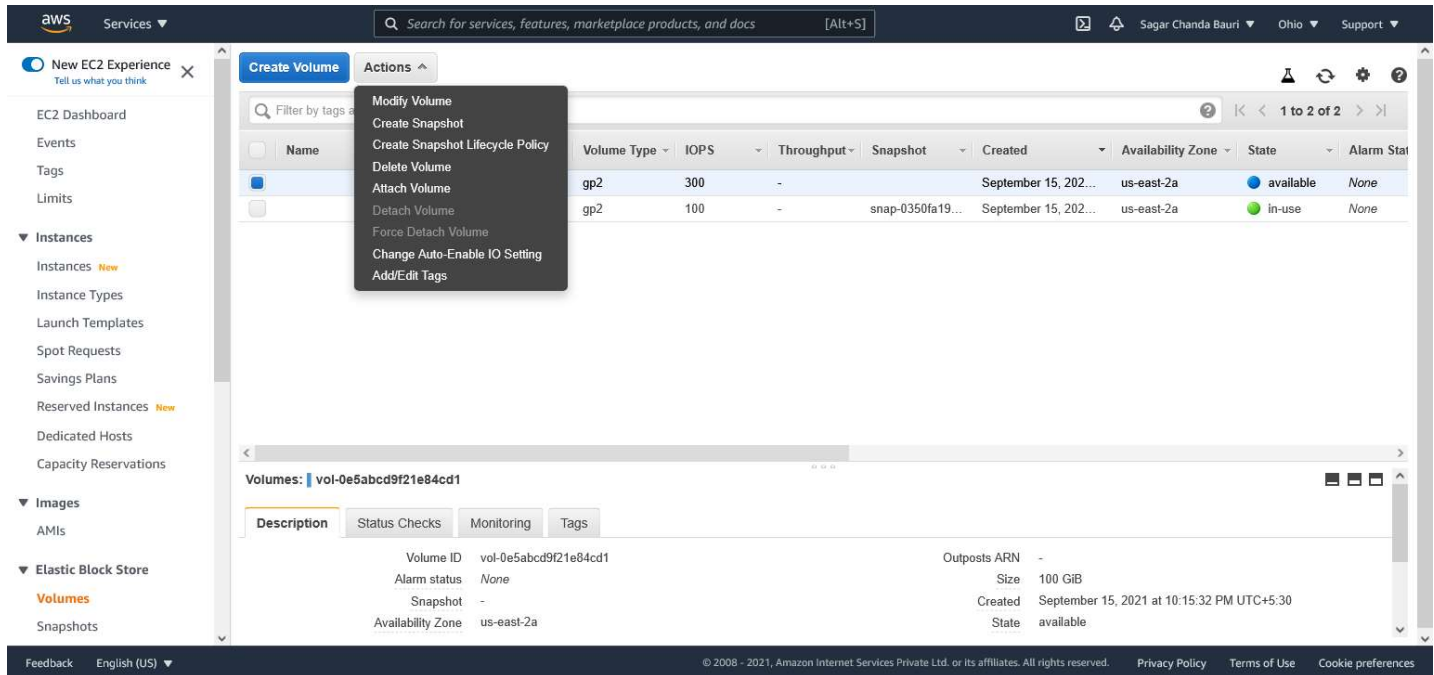 aws Services Search for services, features, marketplace products, and docs [Alt+S] Sagar Chanda Bauri Ohio Support
New EC2 Experience
Tell us what you think
EC2 Dashboard
Events
Tags
Limits
Instances
Instances New
Instance Types
Launch Templates
Spot Requests
Savings Plans
Reserved Instances New
Dedicated Hosts
Capacity Reservations
Images
AMIs
Elastic Block Store
Volumes
Snapshots
Create Volume Actions
Filter by tags a 1 to 2 of 2
Modify Volume
Create Snapshot
Create Snapshot Lifecycle Policy
Delete Volume
Attach Volume
Detach Volume
Force Detach Volume
Change Auto-Enable IO Setting
Add/Edit Tags
Name Volume Type IOPS Throughput Snapshot Created Availability Zone State Alarm Stat
gp2 300 - September 15, 202... us-east-2a available None
gp2 100 - snap-0350fa19... September 15, 202... us-east-2a in-use None
Volumes: vol-0e5abcd9f21e84cd1
Description Status Checks Monitoring Tags
Volume ID vol-0e5abcd9f21e84cd1 Outposts ARN -
Alarm status None Size 100 GiB
Snapshot - Created September 15, 2021 at 10:15:32 PM UTC+5:30
Availability Zone us-east-2a State available
Feedback English (US) © 2008 - 2021, Amazon Internet Services Private Ltd. or its affiliates. All rights reserved. Privacy Policy Terms of Use Cookie preferences